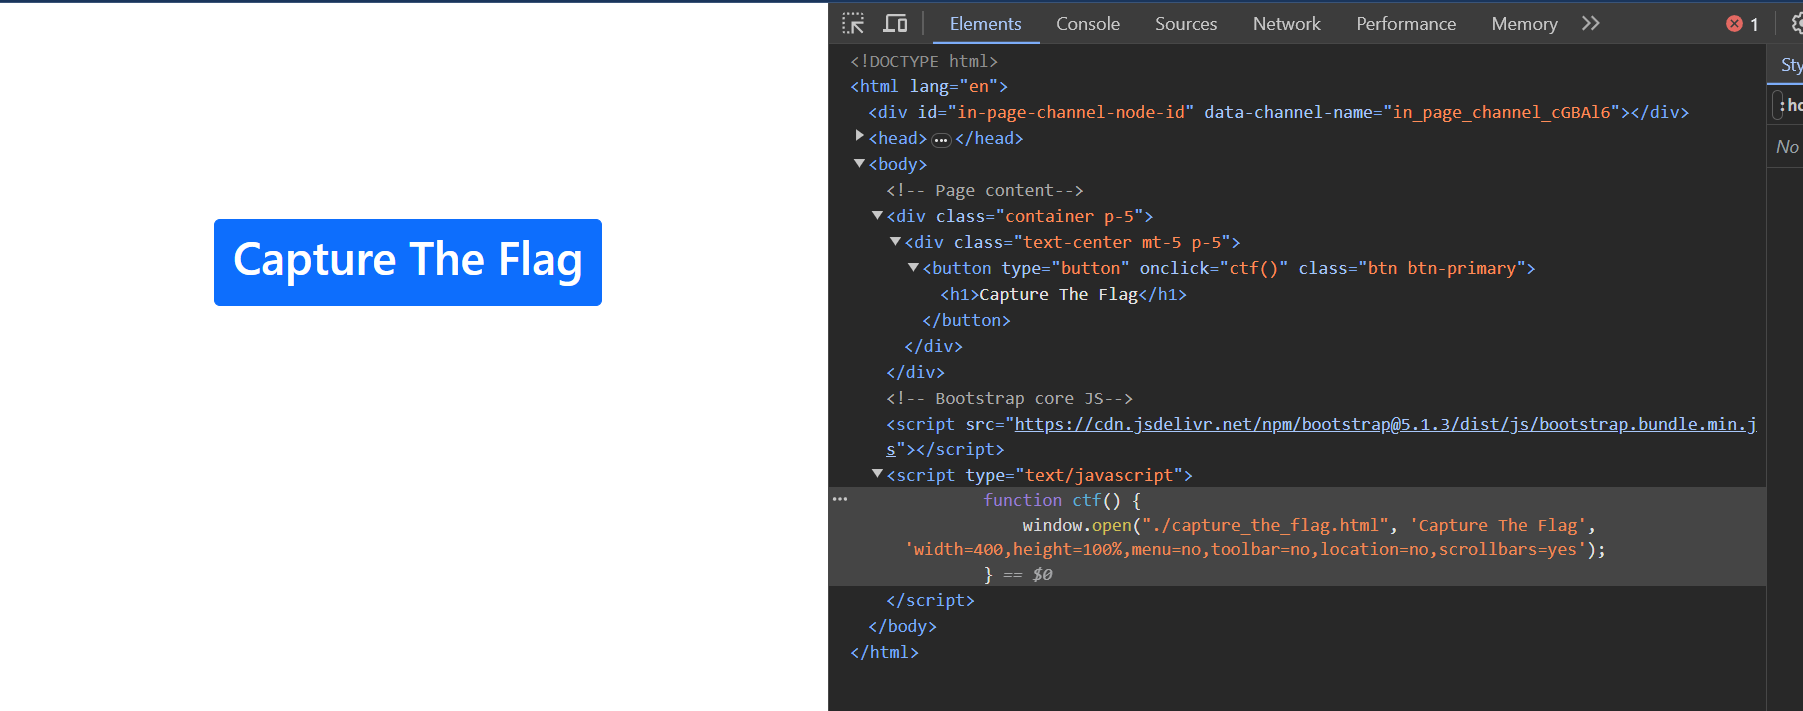 Capture The Flag
Elements Console Sources Network Performance Memory 1
Sty
<!DOCTYPE html>
<html lang="en">
:ho
<div id="in-page-channel-node-id" data-channel-name="in_page_channel_cGBAl6"></div>
<head>…</head>
No
<body>
<!-- Page content-->
<div class="container p-5">
<div class="text-center mt-5 p-5">
<button type="button" onclick="ctf()" class="btn btn-primary">
<h1>Capture The Flag</h1>
</button>
</div>
</div>
<!-- Bootstrap core JS-->
<script src="https://cdn.jsdelivr.net/npm/bootstrap@5.1.3/dist/js/bootstrap.bundle.min.j
s"></script>
<script type="text/javascript">
function ctf() {
window.open("./capture_the_flag.html", 'Capture The Flag',
'width=400,height=100%,menu=no,toolbar=no,location=no,scrollbars=yes');
} == $0
</script>
</body>
</html>